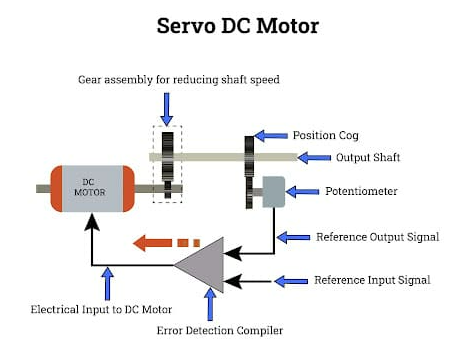 Servo DC Motor
Gear assembly for reducing shaft speed
Position Cog
Output Shaft
DC
MOTOR
Potentiometer
Reference Output Signal
Reference Input Signal
Electrical Input to DC Motor
Error Detection Compiler